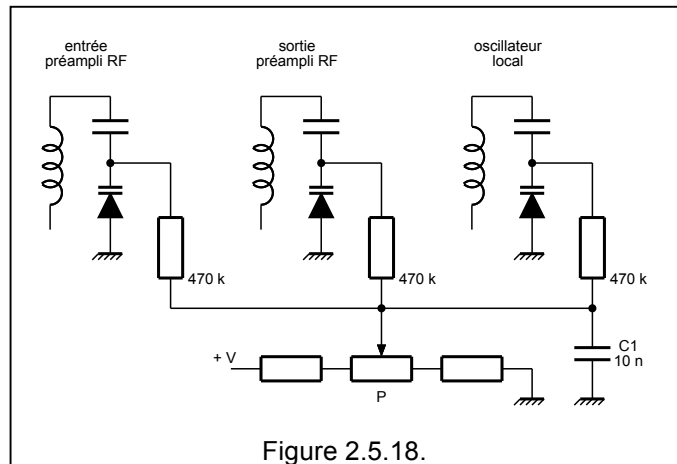 entrée
préampli RF
sortie
préampli RF
oscillateur
local
470 k
470 k
470 k
+ V
P
C1
10 n
Figure 2.5.18.